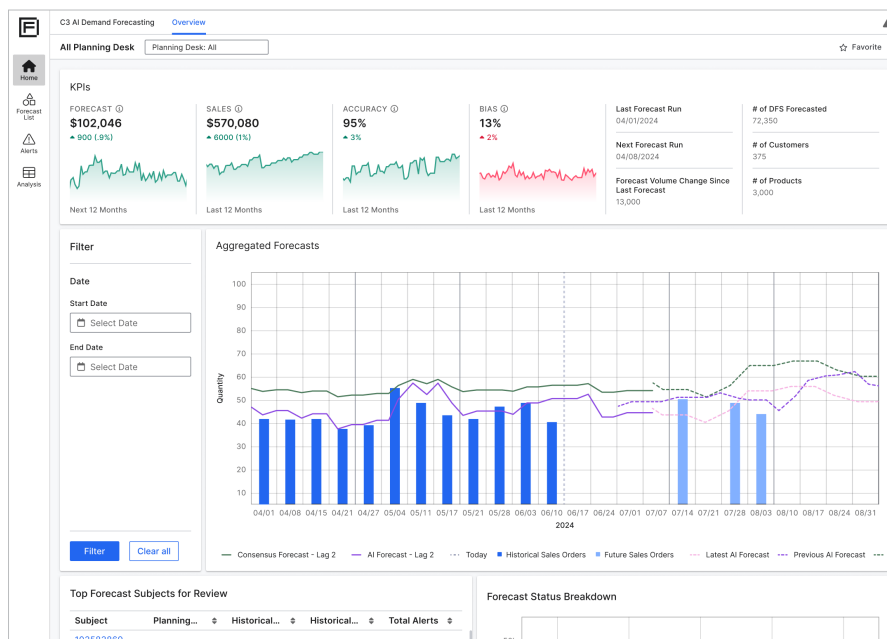 C3 AI Demand Forecasting Overview
All Planning Desk Planning Desk: All Favorite
Home
Forecast
List
Alerts
Analysis
KPIs
FORECAST
$102,046
900 (.9%)
Next 12 Months
SALES
$570,080
6000 (1%)
Last 12 Months
ACCURACY
95%
3%
Last 12 Months
BIAS
13%
2%
Last 12 Months
Last Forecast Run
04/01/2024
Next Forecast Run
04/08/2024
Forecast Volume Change Since
Last Forecast
13,000
# of DFS Forecasted
72,350
# of Customers
375
# of Products
3,000
Filter
Date
Start Date
Select Date
End Date
Select Date
Filter Clear all
Aggregated Forecasts
Quantity
100
90
80
70
60
50
40
30
20
10
04/01 04/08 04/15 04/21 04/27 05/04 05/11 05/17 05/21 05/28 06/03 06/10 06/17 06/24 07/01 07/07 07/14 07/21 07/28 08/03 08/10 08/17 08/24 08/31
2024
Consensus Forecast - Lag 2 AI Forecast - Lag 2 Today Historical Sales Orders Future Sales Orders Latest AI Forecast Previous AI Forecast
Top Forecast Subjects for Review
Subject Planning... Historical... Historical... Total Alerts
Forecast Status Breakdown